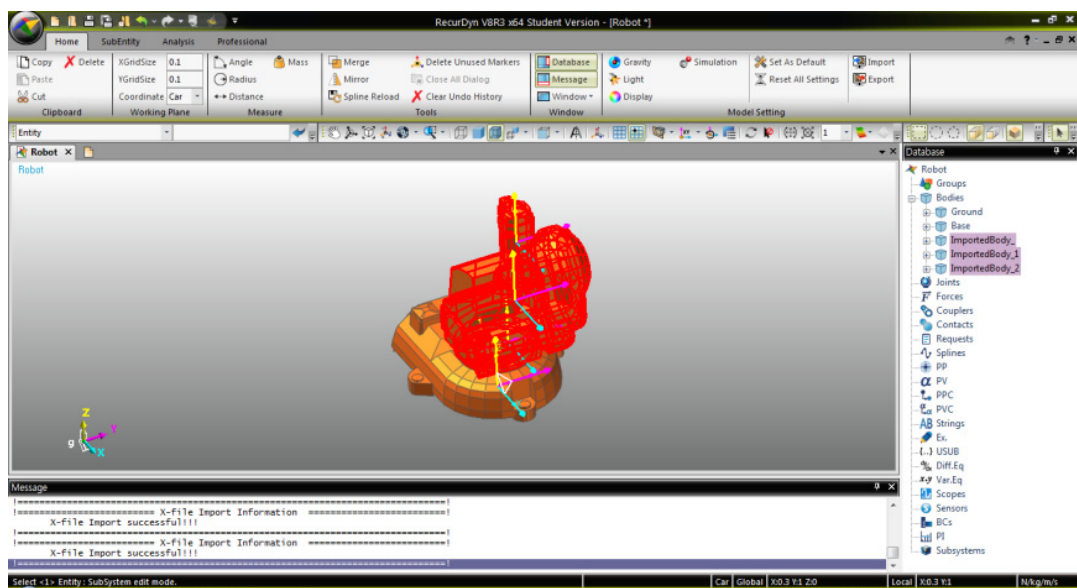 RecurDyn V8R3 x64 Student Version - [Robot *]
Home SubEntity Analysis Professional
Copy Delete XGridSize 0.1 Angle Mass Merge Delete Unused Markers Database Gravity Simulation Set As Default Import
Paste YGridSize 0.1 Radius Mirror Close All Dialog Message Light Reset All Settings Export
Cut Coordinate Car Distance Spline Reload Clear Undo History Window Display
Clipboard Working Plane Measure Tools Window Model Setting
Entity 1
Robot Database
Robot
Robot
Groups
Bodies
Ground
Base
ImportedBody_
ImportedBody_1
ImportedBody_2
Joints
F Forces
Couplers
Contacts
Requests
Splines
PP
α PV
PPC
PVC
AB Strings
Ex.
{..} USUB
Diff.Eq
x-y Var.Eq
Scopes
Sensors
BCs
PI
Subsystems
Z
Y
g
X
Message
!==========================================================================!
!======================== X-file Import Information ========================!
X-file Import successful!!!
!==========================================================================!
!======================== X-file Import Information ========================!
X-file Import successful!!!
!==========================================================================!
Select <1> Entity : SubSystem edit mode. Car Global X:0.3 Y:1 Z:0 Local X:0.3 Y:1 N/kg/m/s